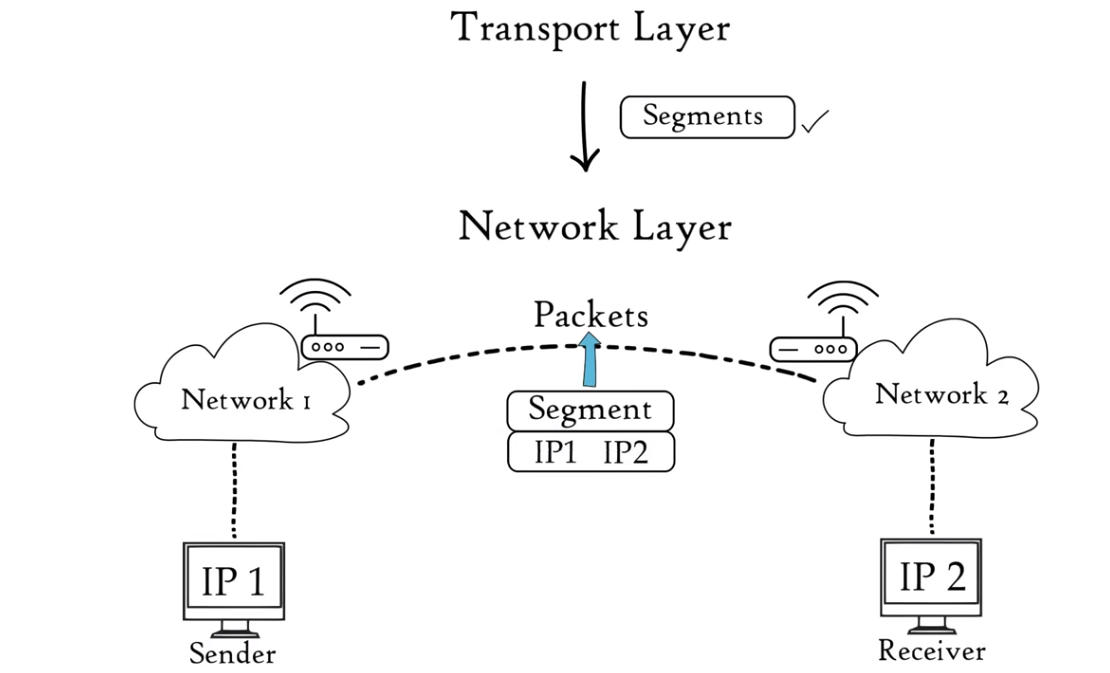 Transport Layer
Segments
Network Layer
Packets
Network 1
Network 2
Segment
IP1 IP2
IP 1
IP 2
Sender
Receiver